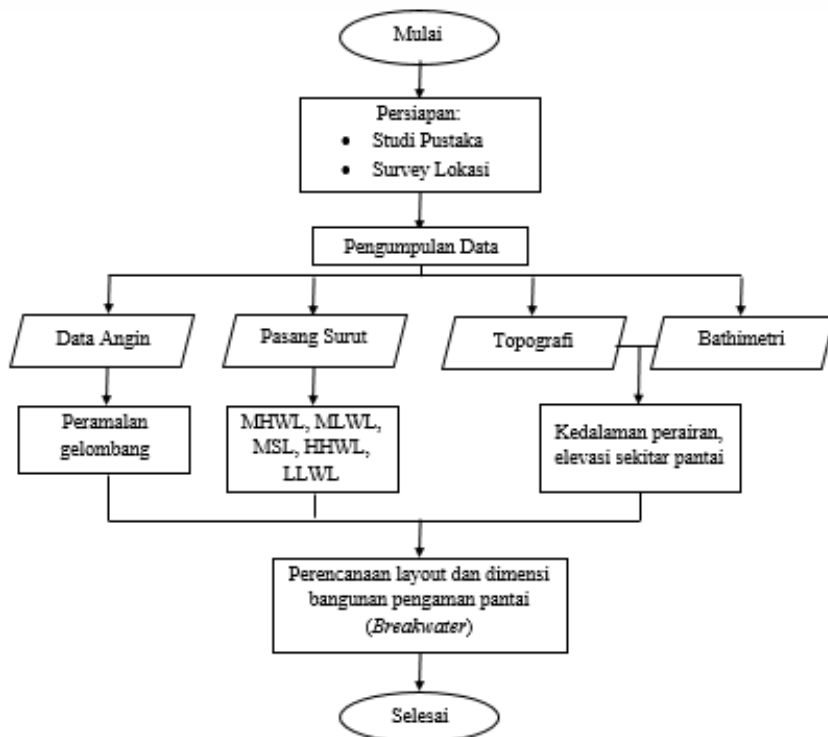 Mulai
Persiapan:
• Studi Pustaka
• Survey Lokasi
Pengumpulan Data
Data Angin
Pasang Surut
Topografi
Bathimetri
Peramalan
gelombang
MHWL, MLWL,
MSL, HHWL,
LLWL
Kedalaman perairan,
elevasi sekitar pantai
Perencanaan layout dan dimensi
bangunan pengaman pantai
(Breakwater)
Selesai